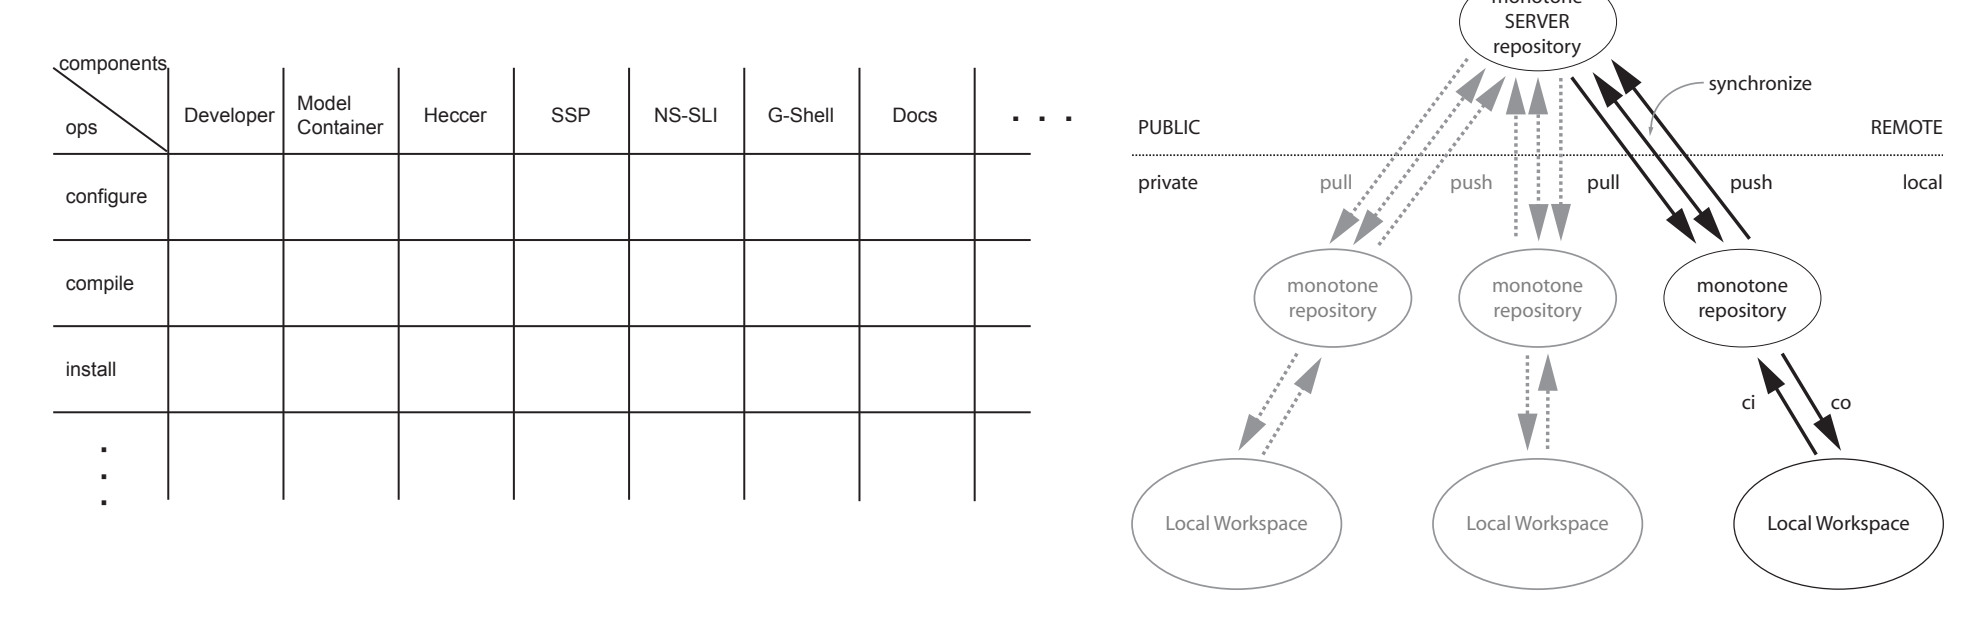 components
ops
Developer
Model
Container
Heccer
SSP
NS-SLI
G-Shell
Docs
. . .
configure
compile
install
.
.
.
monotone
SERVER
repository
synchronize
PUBLIC
REMOTE
private
pull
push
pull
push
local
monotone
repository
monotone
repository
monotone
repository
ci
co
Local Workspace
Local Workspace
Local Workspace